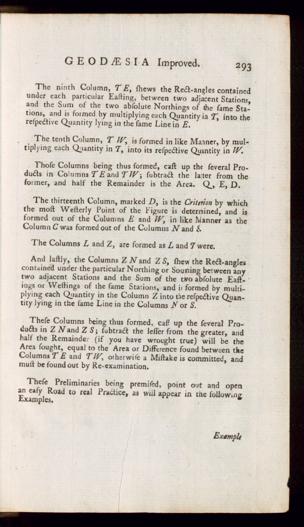 GEODÆSIA Improved. 293
The ninth Column, T E, ſhews the Rect-angles contained
under each particular Eaſting, between two adjacent Stations,
and the Sum of the two abſolute Northings of the ſame Sta-
tions, and is formed by multiplying each Quantity in T, into the
reſpective Quantity lying in the ſame Line in E.
The tenth Column, T W, is formed in like Manner, by mul-
tiplying each Quantity in T, into its reſpective Quantity in W.
Thoſe Columns being thus formed, caſt up the ſeveral Pro-
ducts in Columns T E and T W; ſubtract the later from the
former, and half the Remainder is the Area. Q, E, D.
The thirteenth Column, marked D, is the Criterion by which
the moſt Weſterly Point of the Figure is determined, and is
formed out of the Columns E and W, in like Manner as the
Column C was formed out of the Columns N and S.
The Columns L and Z, are formed as L and T were.
And laſtly, the Columns Z N and Z S, ſhew the Rect-angles
contained under the particular Northing or Southing between any
two adjacent Stations and the Sum of the two abſolute Eaſt-
ings or Weſtings of the ſame Stations, and is formed by multi-
plying each Quantity in the Column Z into the reſpective Quan-
tity lying in the ſame Line in the Columns N or S.
Theſe Columns being thus formed, caſt up the ſeveral Pro-
ducts in Z N and Z S; ſubtract the leſſer from the greater, and
half the Remainder (if you have wrought true) will be the
Area ſought, equal to the Area or Difference found between the
Columns T E and T W, otherwiſe a Miſtake is committed, and
muſt be found out by Re-examination.
Theſe Preliminaries being premiſed, point out and open
an eaſy Road to real Practice, as will appear in the following
Examples.
Example